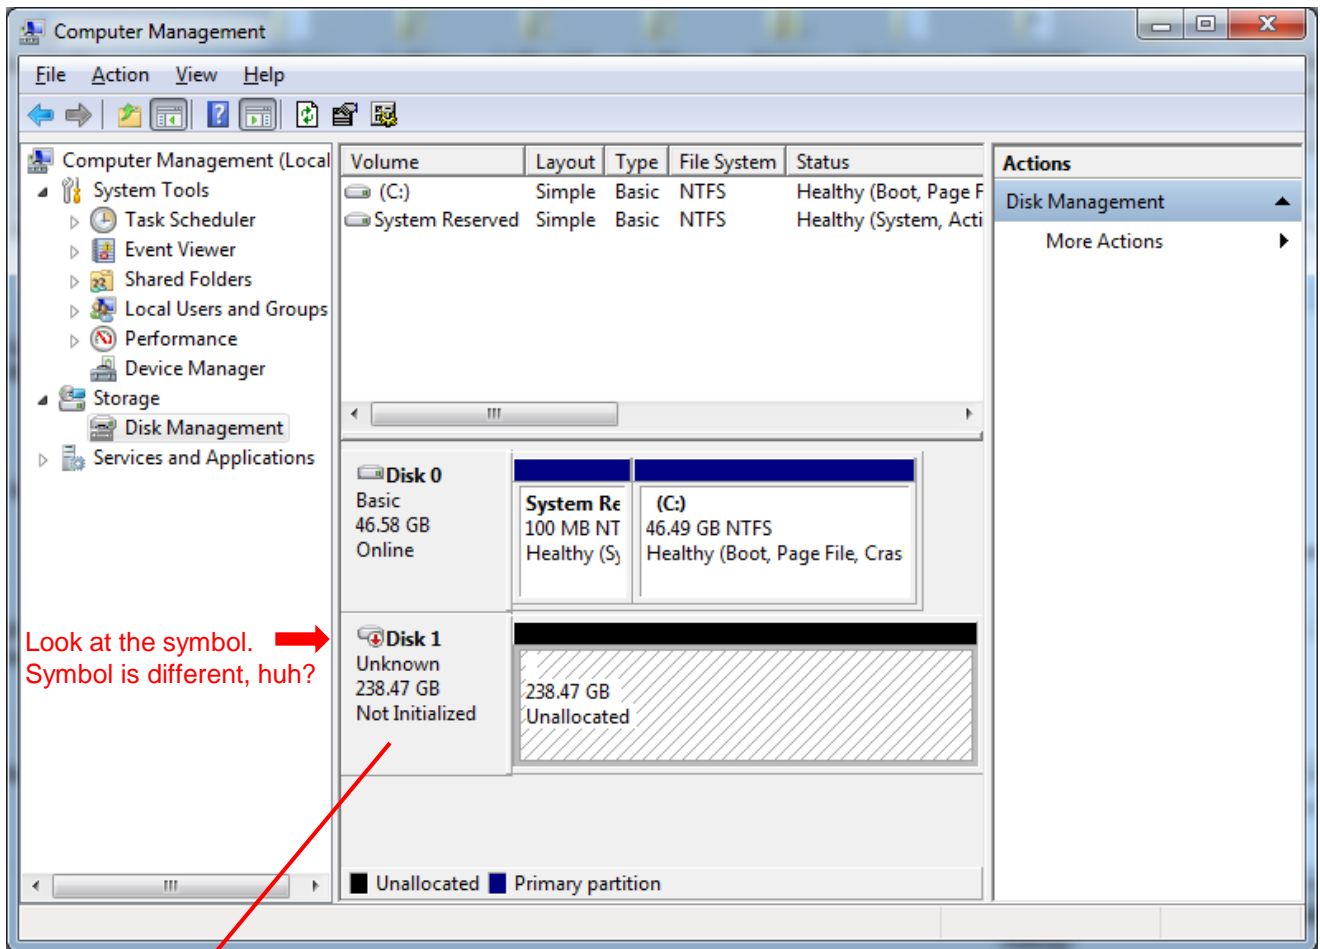 Computer Management
File Action View Help
Computer Management (Local
System Tools
Task Scheduler
Event Viewer
Shared Folders
Local Users and Groups
Performance
Device Manager
Storage
Disk Management
Services and Applications
Volume Layout Type File System Status
(C:) Simple Basic NTFS Healthy (Boot, Page F
System Reserved Simple Basic NTFS Healthy (System, Acti
Actions
Disk Management
More Actions
Disk 0
Basic
46.58 GB
Online
System Re
100 MB NT
Healthy (Sy
(C:)
46.49 GB NTFS
Healthy (Boot, Page File, Cras
Look at the symbol.
Symbol is different, huh?
Disk 1
Unknown
238.47 GB
Not Initialized
238.47 GB
Unallocated
Unallocated Primary partition